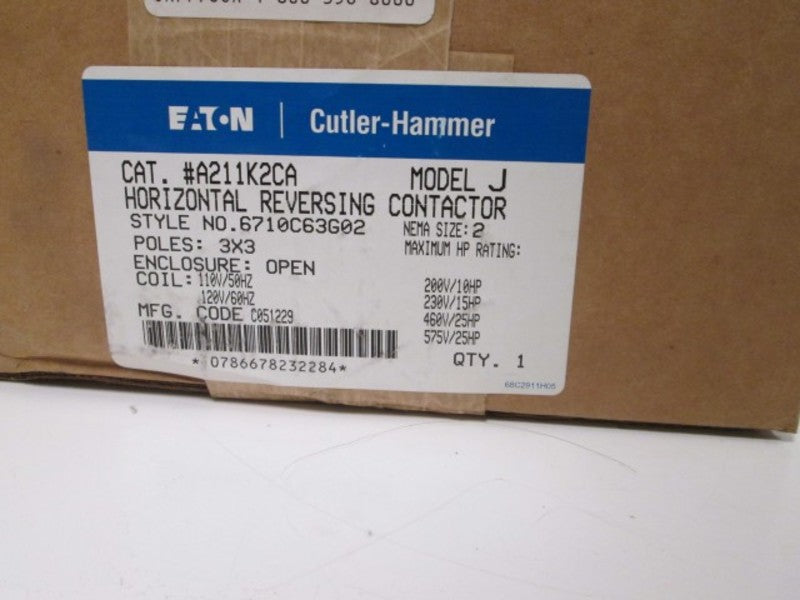 EATON | Cutler-Hammer
CAT. #A211K2CA MODEL J
HORIZONTAL REVERSING CONTACTOR
STYLE NO.6710C63G02 NEMA SIZE: 2
POLES: 3X3 MAXIMUM HP RATING:
ENCLOSURE: OPEN
COIL: 110V/50HZ 200V/10HP
120V/60HZ 230V/15HP
MFG. CODE C051229 460V/25HP
575V/25HP
*0786678232284* QTY. 1
68C2911H05